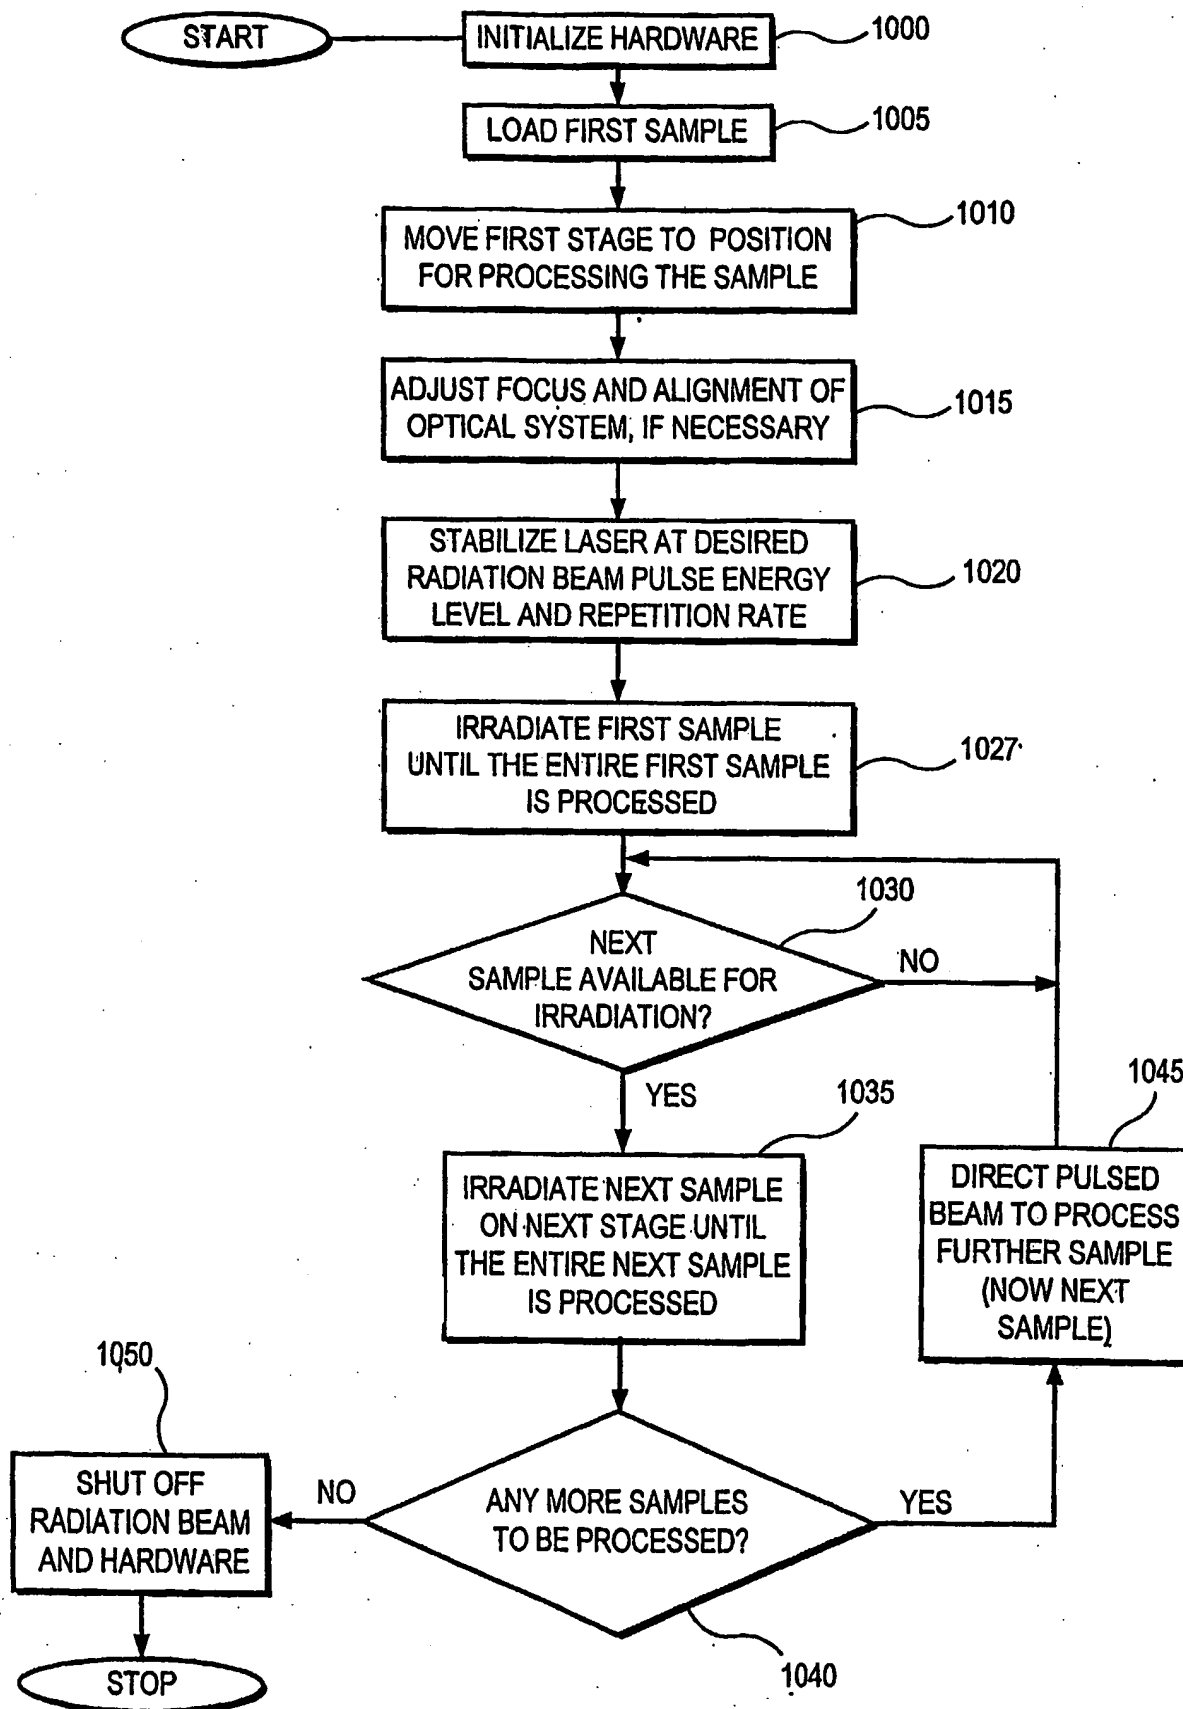 START
INITIALIZE HARDWARE
1000
LOAD FIRST SAMPLE
1005
MOVE FIRST STAGE TO POSITION
FOR PROCESSING THE SAMPLE
1010
ADJUST FOCUS AND ALIGNMENT OF
OPTICAL SYSTEM, IF NECESSARY
1015
STABILIZE LASER AT DESIRED
RADIATION BEAM PULSE ENERGY
LEVEL AND REPETITION RATE
1020
IRRADIATE FIRST SAMPLE
UNTIL THE ENTIRE FIRST SAMPLE
IS PROCESSED
1027
1030
NEXT
SAMPLE AVAILABLE FOR
IRRADIATION?
NO
YES
1035
1045
IRRADIATE NEXT SAMPLE
ON NEXT STAGE UNTIL
THE ENTIRE NEXT SAMPLE
IS PROCESSED
DIRECT PULSED
BEAM TO PROCESS
FURTHER SAMPLE
(NOW NEXT
SAMPLE)
1050
SHUT OFF
RADIATION BEAM
AND HARDWARE
NO
ANY MORE SAMPLES
TO BE PROCESSED?
YES
1040
STOP